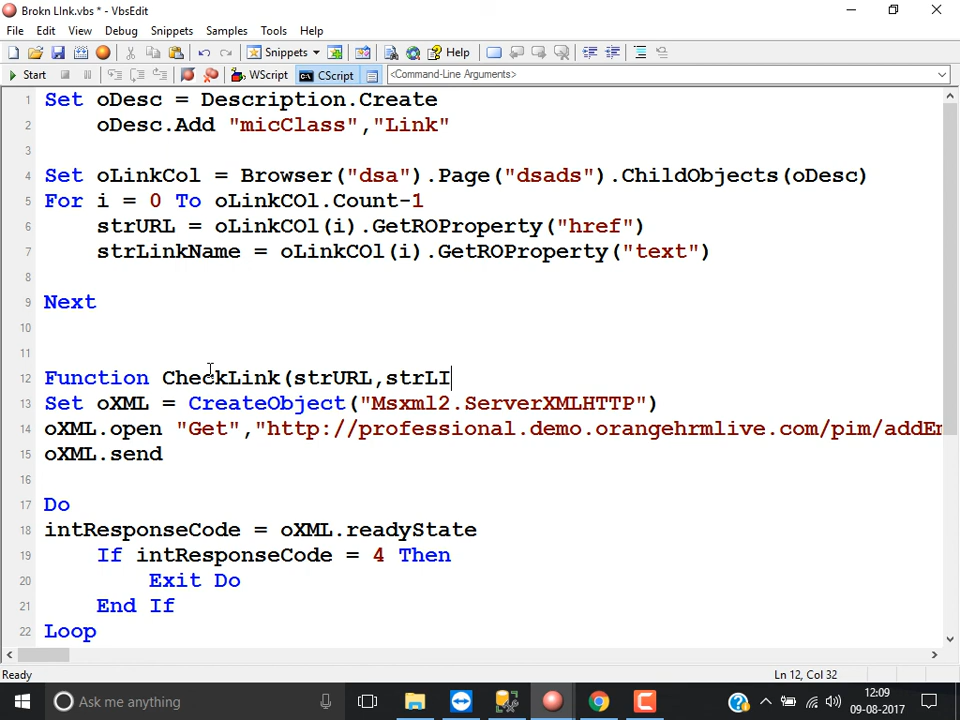 Brokn LInk.vbs * - VbsEdit
File Edit View Debug Snippets Samples Tools Help
Snippets Help
Start WScript CScript <Command-Line Arguments>
1 Set oDesc = Description.Create
2 oDesc.Add "micClass","Link"
3
4 Set oLinkCol = Browser("dsa").Page("dsads").ChildObjects(oDesc)
5 For i = 0 To oLinkCOl.Count-1
6 strURL = oLinkCOl(i).GetROProperty("href")
7 strLinkName = oLinkCOl(i).GetROProperty("text")
8
9 Next
10
11
12 Function CheckLink(strURL,strLI
13 Set oXML = CreateObject("Msxml2.ServerXMLHTTP")
14 oXML.open "Get","http://professional.demo.orangehrmlive.com/pim/addEm
15 oXML.send
16
17 Do
18 intResponseCode = oXML.readyState
19 If intResponseCode = 4 Then
20 Exit Do
21 End If
22 Loop
Ready Ln 12, Col 32
Ask me anything
12:09
09-08-2017